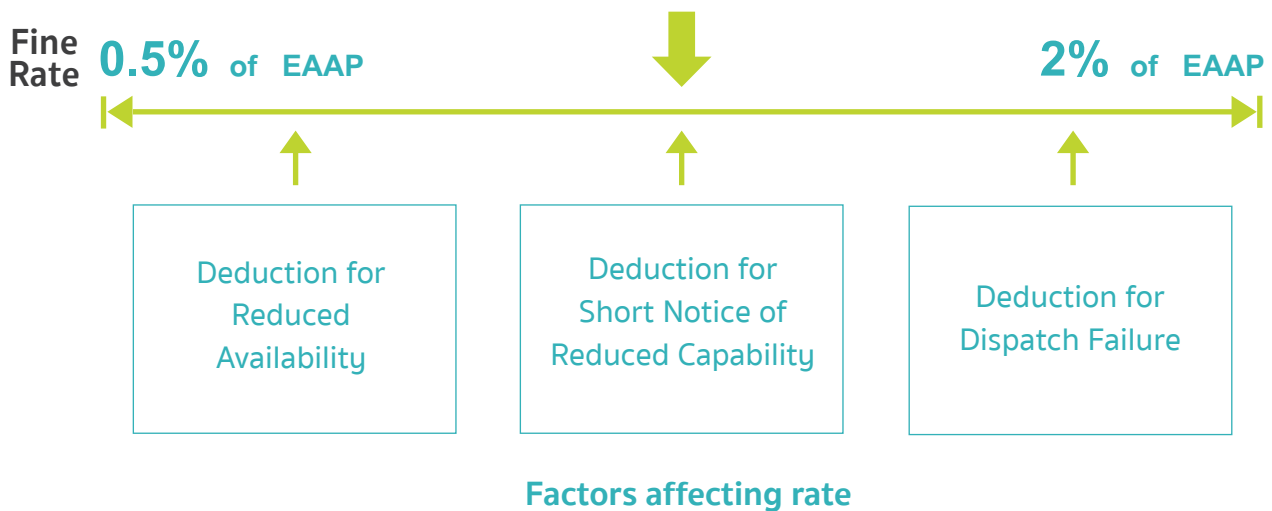 Fine
Rate
0.5% of EAAP
2% of EAAP
Deduction for
Reduced
Availability
Deduction for
Short Notice of
Reduced Capability
Deduction for
Dispatch Failure
Factors affecting rate